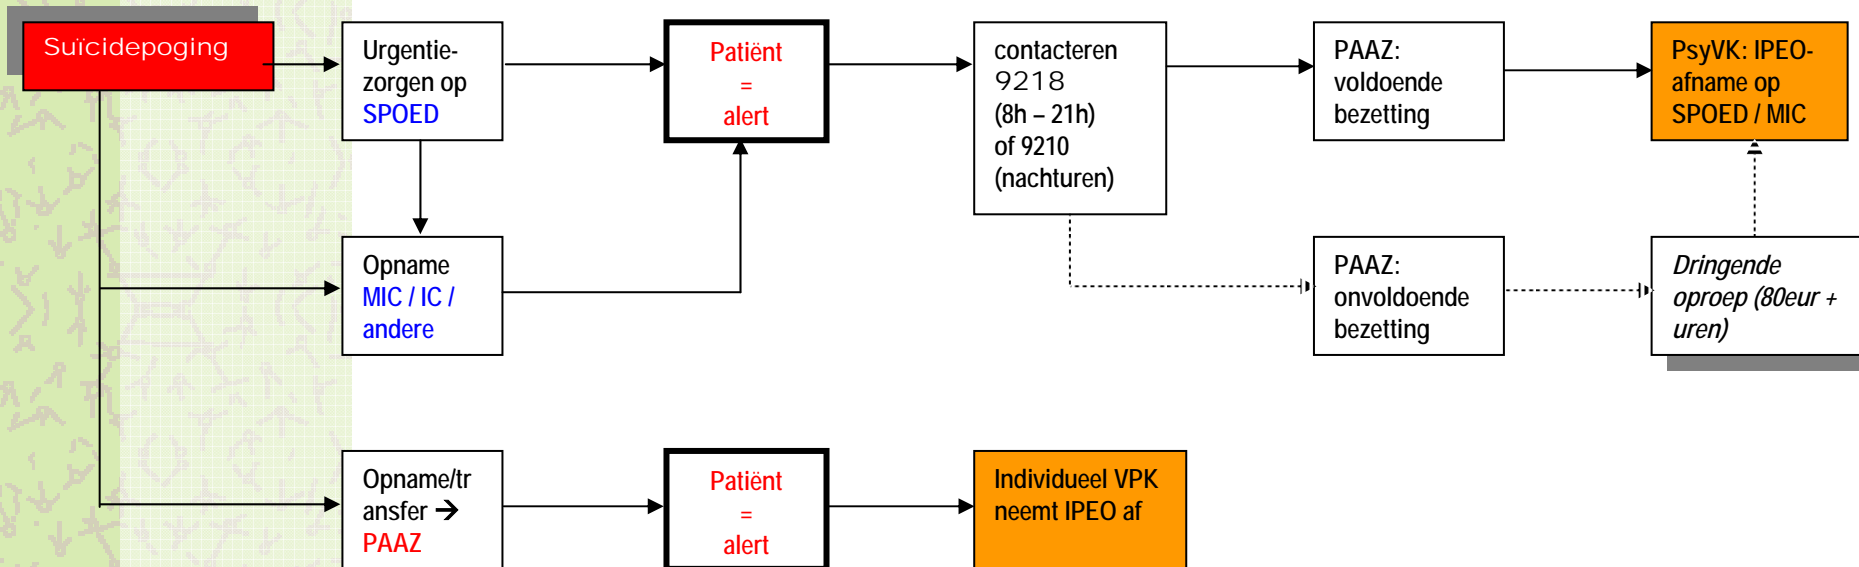 Suïcidepoging
Urgentie-
zorgen op
SPOED
Patiënt
=
alert
contacteren
9218
(8h – 21h)
of 9210
(nachturen)
PAAZ:
voldoende
bezetting
PsyVK: IPEO-
afname op
SPOED / MIC
Opname
MIC / IC /
andere
PAAZ:
onvoldoende
bezetting
Dringende
oproep (80eur +
uren)
Opname/tr
ansfer →
PAAZ
Patiënt
=
alert
Individueel VPK
neemt IPEO af